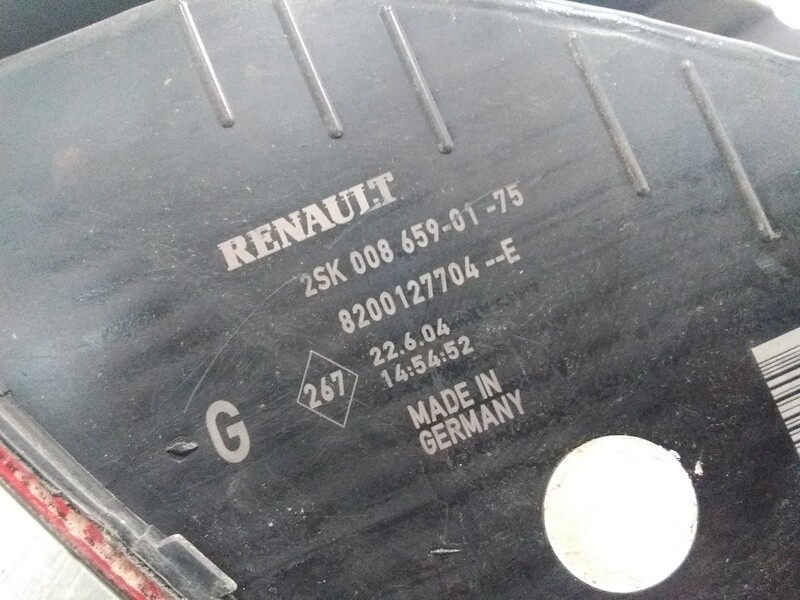 RENAULT
2SK 008 659-01 -75
8200127704 --E
22.6.04
14:54:52
267
G
MADE IN
GERMANY